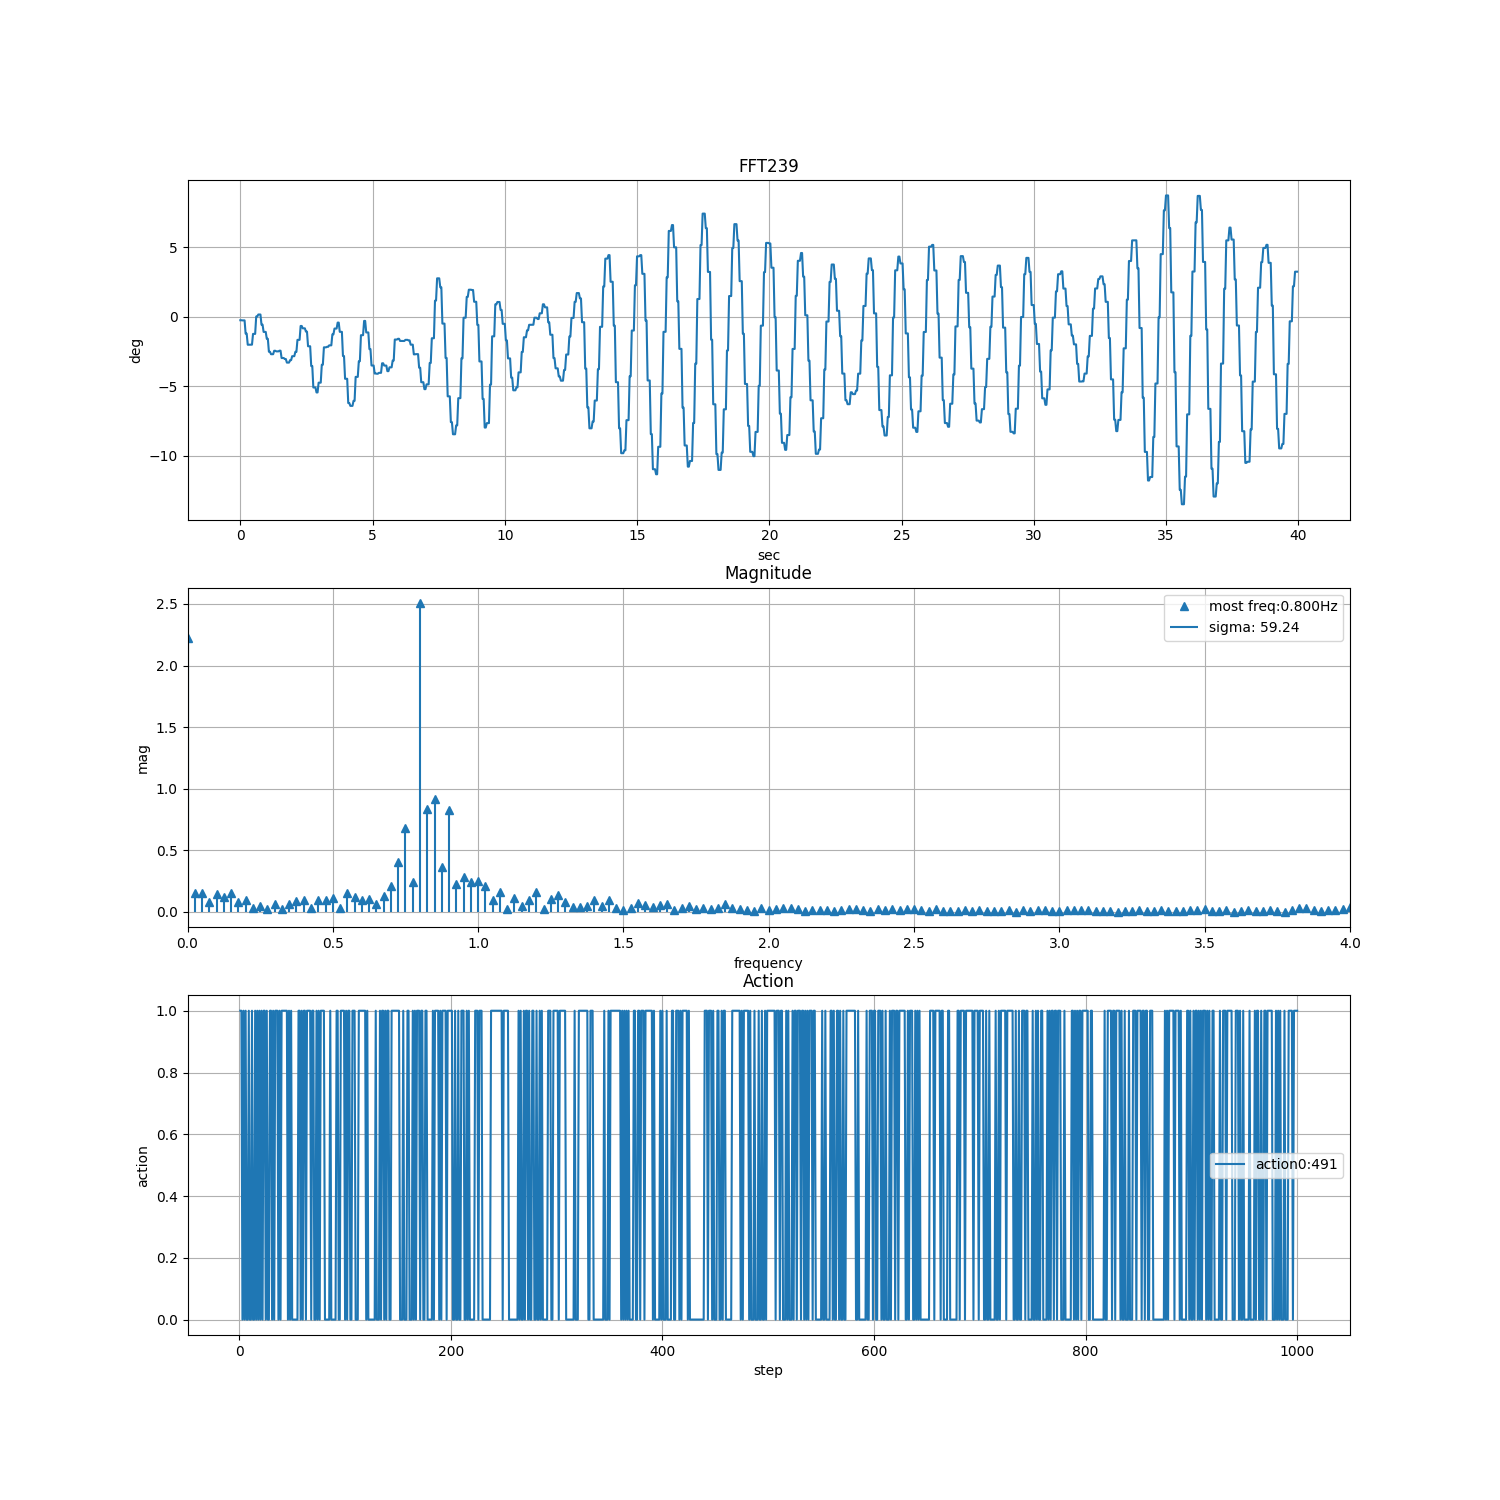 FFT239
deg
5
0
−5
−10
0 5 10 15 20 25 30 35 40
sec
Magnitude
mag
2.5
2.0
1.5
1.0
0.5
0.0
most freq:0.800Hz
sigma: 59.24
0.0 0.5 1.0 1.5 2.0 2.5 3.0 3.5 4.0
frequency
Action
action
1.0
0.8
0.6
0.4
0.2
0.0
action0:491
0 200 400 600 800 1000
step